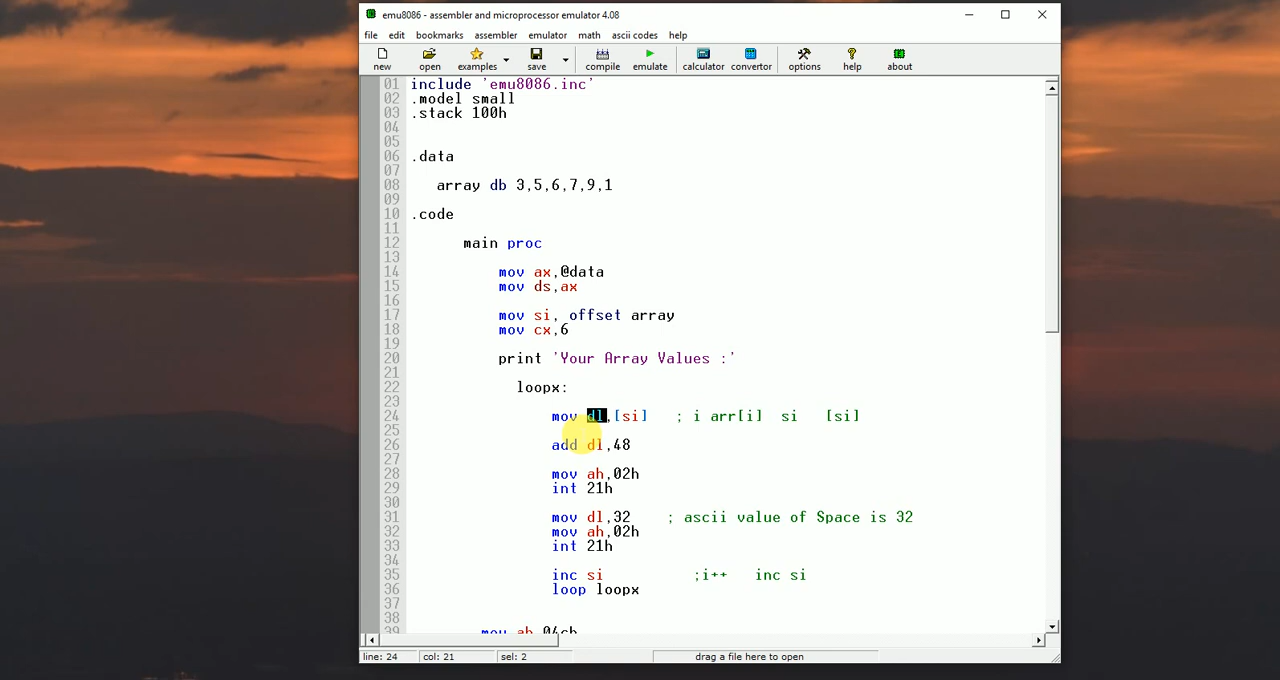 emu8086 - assembler and microprocessor emulator 4.08
file edit bookmarks assembler emulator math ascii codes help
new open examples save compile emulate calculator convertor options help about
01 include 'emu8086.inc'
02 .model small
03 .stack 100h
04
05
06 .data
07
08 array db 3,5,6,7,9,1
09
10 .code
11
12 main proc
13
14 mov ax,@data
15 mov ds,ax
16
17 mov si, offset array
18 mov cx,6
19
20 print 'Your Array Values :'
21
22 loopx:
23
24 mov dl,[si] ; i arr[i] si [si]
25
26 add dl,48
27
28 mov ah,02h
29 int 21h
30
31 mov dl,32 ; ascii value of Space is 32
32 mov ah,02h
33 int 21h
34
35 inc si ;i++ inc si
36 loop loopx
37
38
39 mov ah,04ch
line: 24 col: 21 sel: 2 drag a file here to open